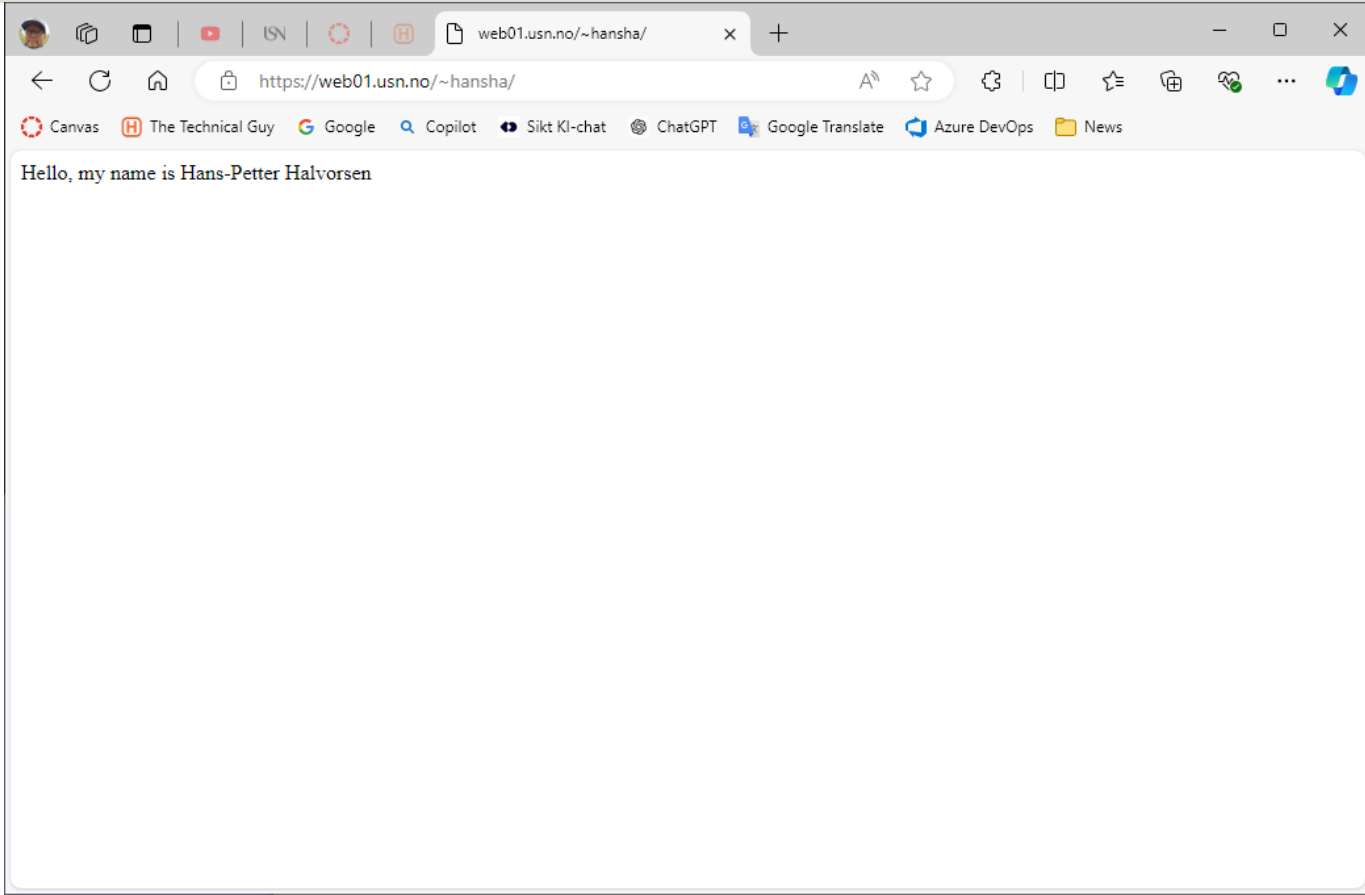 USN
H
web01.usn.no/~hansha/
https://web01.usn.no/~hansha/
Canvas H The Technical Guy G Google Copilot Sikt KI-chat ChatGPT Google Translate Azure DevOps News
Hello, my name is Hans-Petter Halvorsen